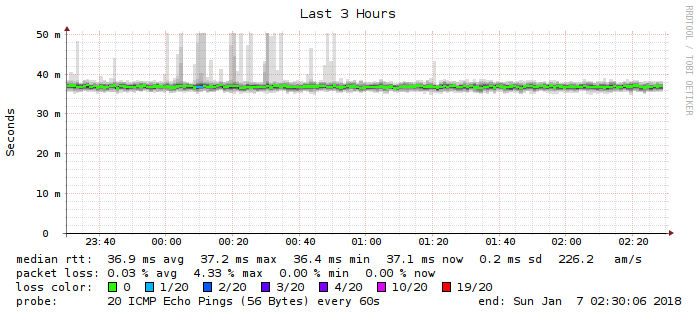 Last 3 Hours
RRDTOOL / TOBI OETIKER
Seconds
50 m
40 m
30 m
20 m
10 m
0
23:40 00:00 00:20 00:40 01:00 01:20 01:40 02:00 02:20
median rtt: 36.9 ms avg 37.2 ms max 36.4 ms min 37.1 ms now 0.2 ms sd 226.2 am/s
packet loss: 0.03 % avg 4.33 % max 0.00 % min 0.00 % now
loss color: 0 1/20 2/20 3/20 4/20 10/20 19/20
probe: 20 ICMP Echo Pings (56 Bytes) every 60s end: Sun Jan 7 02:30:06 2018